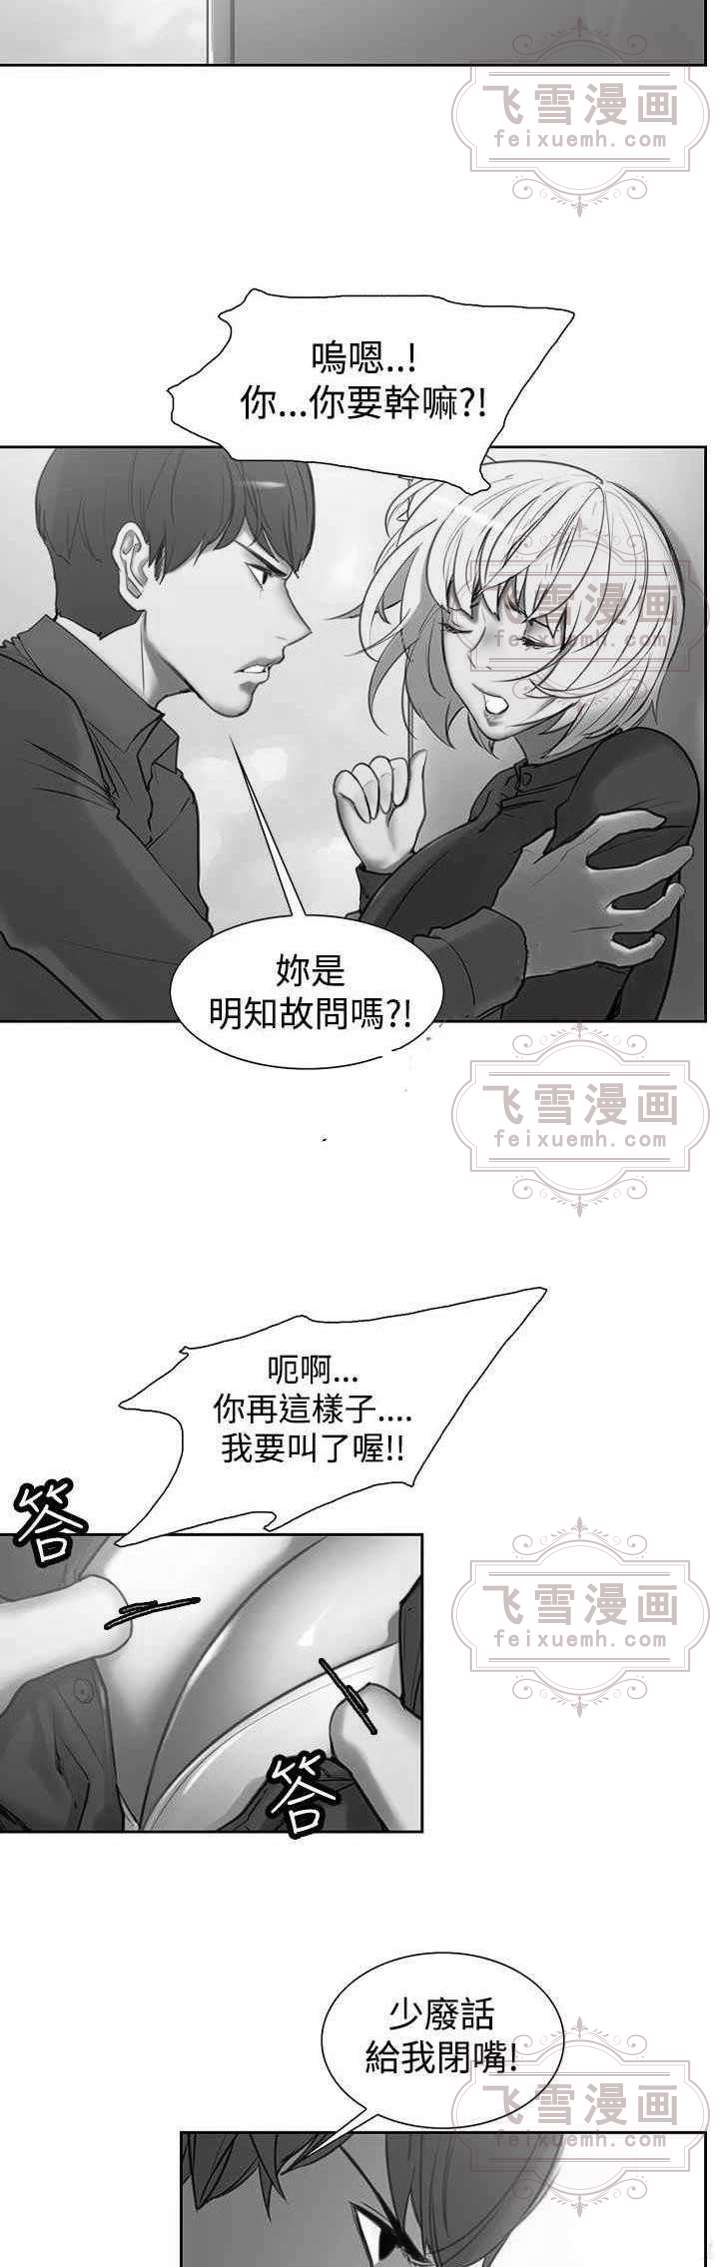 飞雪漫画
feixuemh.com
嗚嗯..!
你...你要幹嘛?!
飞雪漫画
feixuemh.com
妳是
明知故問嗎?!
飞雪漫画
feixuemh.com
呃啊...
你再這樣子....
我要叫了喔!!
答
飞雪漫画
feixuemh.com
答
少廢話
給我閉嘴!
飞雪漫画
feixuemh.com